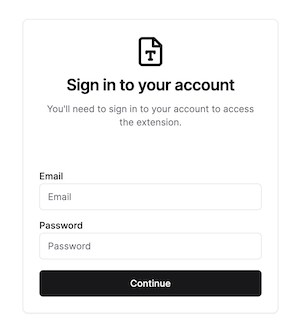 Sign in to your account
You'll need to sign in to your account to access
the extension.
Email
Email
Password
Password
Continue